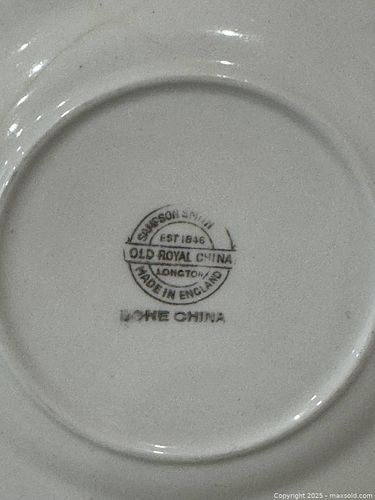 SAMPSON SMITH
EST 1846
OLD ROYAL CHINA
LONGTON
MADE IN ENGLAND
BONE CHINA
Copyright 2025 - maxsold.com